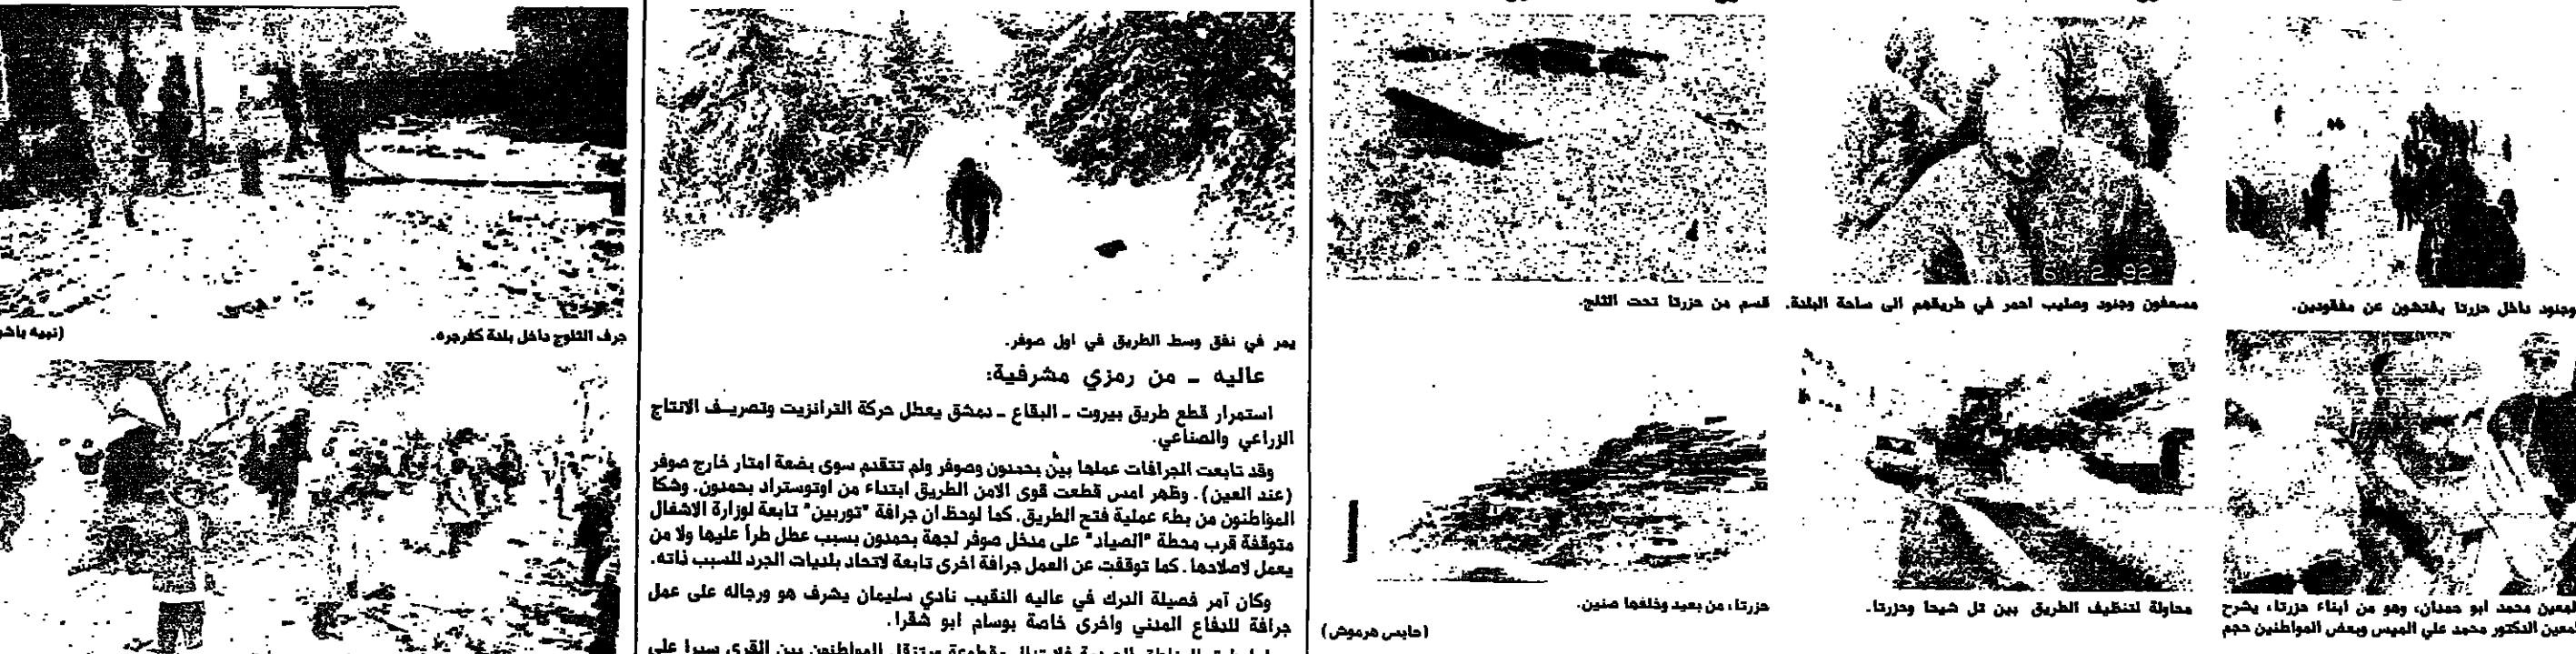 وجنود داخل حزرتا يفتشون عن مفقودين.
مسعفون وجنود وصليب احمر في طريقهم الى ساحة البلدة.
قسم من حزرتا تحت الثلج.
6 2 92
المعين محمد ابو حمدان، وهو من أبناء حزرتا، يشرح
لمعين الدكتور محمد علي الميس وبعض المواطنين حجم
محاولة لتنظيف الطريق بين تل شيحا وحزرتا.
حزرتا، من بعيد وخلفها صنين.
(حابس هرموش)
يمر في نفق وسط الطريق في اول صوفر.
عاليه - من رمزي مشرفية:
استمرار قطع طريق بيروت - البقاع - دمشق يعطل حركة الترانزيت وتصريف الانتاج
الزراعي والصناعي.
وقد تابعت الجرافات عملها بين بحمدون وصوفر ولم تتقدم سوى بضعة امتار خارج صوفر
(عند العين). وظهر امس قطعت قوى الامن الطريق ابتداء من اوتوستراد بحمدون. وشكا
المواطنون من بطء عملية فتح الطريق. كما لوحظ ان جرافة "توربين" تابعة لوزارة الاشغال
متوقفة قرب محطة "الصياد" على مدخل صوفر لجهة بحمدون بسبب عطل طرأ عليها ولا من
يعمل لاصلاحها. كما توقفت عن العمل جرافة اخرى تابعة لاتحاد بلديات الجرد للسبب ذاته.
وكان آمر فصيلة الدرك في عاليه النقيب نادي سليمان يشرف هو ورجاله على عمل
جرافة للدفاع المدني واخرى خاصة بوسام ابو شقرا.
جرف الثلوج داخل بلدة كفرجره.
(نبيه باشو